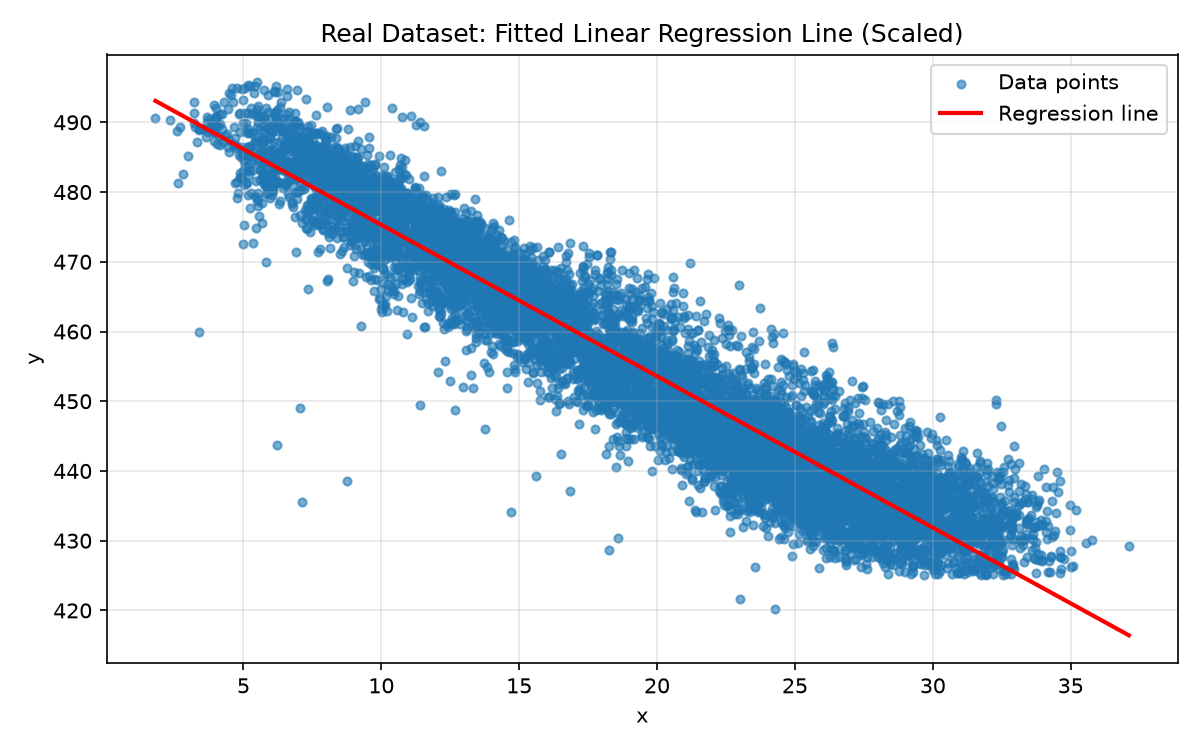 Real Dataset: Fitted Linear Regression Line (Scaled)
Data points
Regression line
490
480
470
460
450
440
430
420
y
5 10 15 20 25 30 35
x